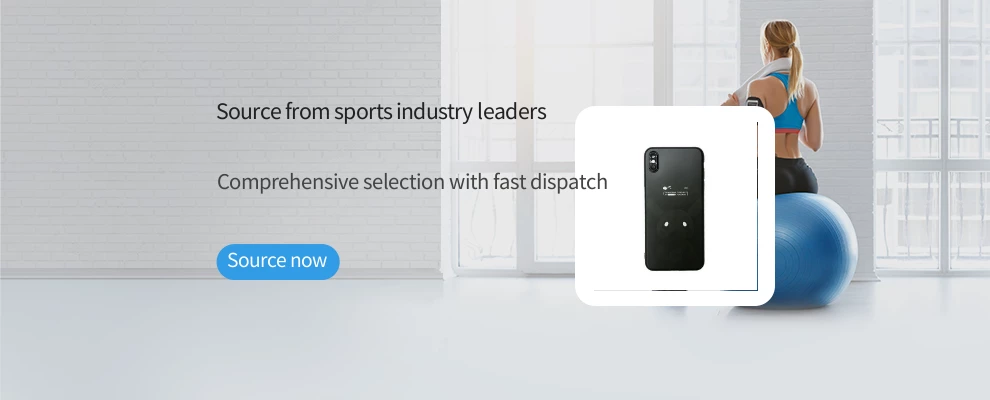 Source from sports industry leaders
Comprehensive selection with fast dispatch
Source now